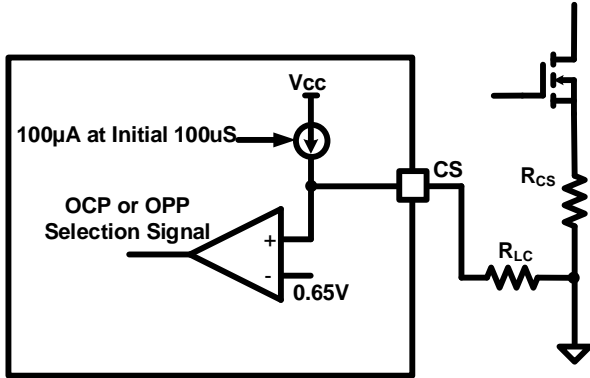 Vcc
100µA at Initial 100uS
CS
RCS
OCP or OPP
Selection Signal
+
-
0.65V
RLC